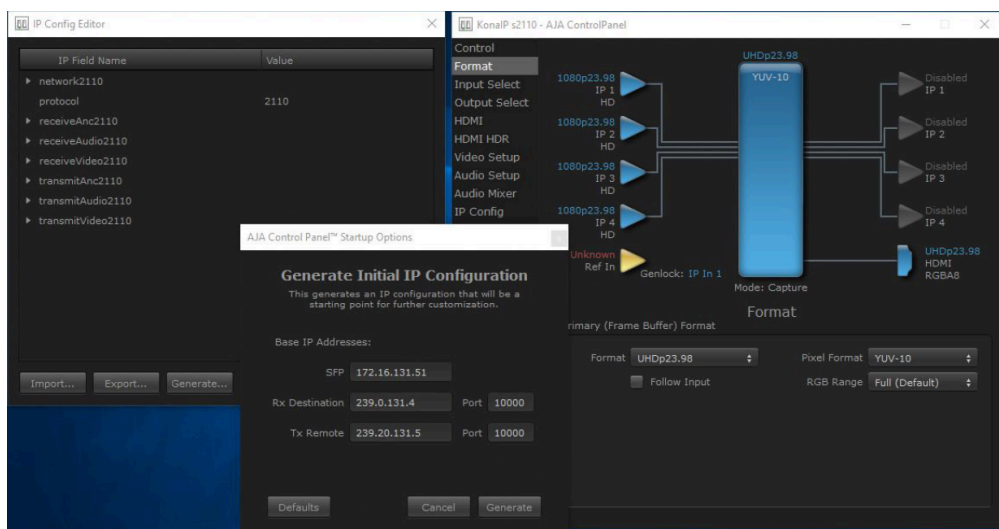 IP Config Editor
IP Field Name Value
network2110
protocol 2110
receiveAnc2110
receiveAudio2110
receiveVideo2110
transmitAnc2110
transmitAudio2110
transmitVideo2110
Import... Export... Generate...
KonaIP s2110 - AJA ControlPanel
Control
Format
Input Select
Output Select
HDMI
HDMI HDR
Video Setup
Audio Setup
Audio Mixer
IP Config
UHDp23.98
YUV-10
1080p23.98
IP 1
HD
1080p23.98
IP 2
HD
1080p23.98
IP 3
HD
1080p23.98
IP 4
HD
Unknown
Ref In
Genlock: IP In 1
Mode: Capture
Disabled
IP 1
Disabled
IP 2
Disabled
IP 3
Disabled
IP 4
UHDp23.98
HDMI
RGBA8
Format
(Frame Buffer) Format
Format UHDp23.98 Pixel Format YUV-10
Follow Input RGB Range Full (Default)
AJA Control Panel™ Startup Options
Generate Initial IP Configuration
This generates an IP configuration that will be a
starting point for further customization.
Base IP Addresses:
SFP 172.16.131.51
Rx Destination 239.0.131.4 Port 10000
Tx Remote 239.20.131.5 Port 10000
Defaults Cancel Generate